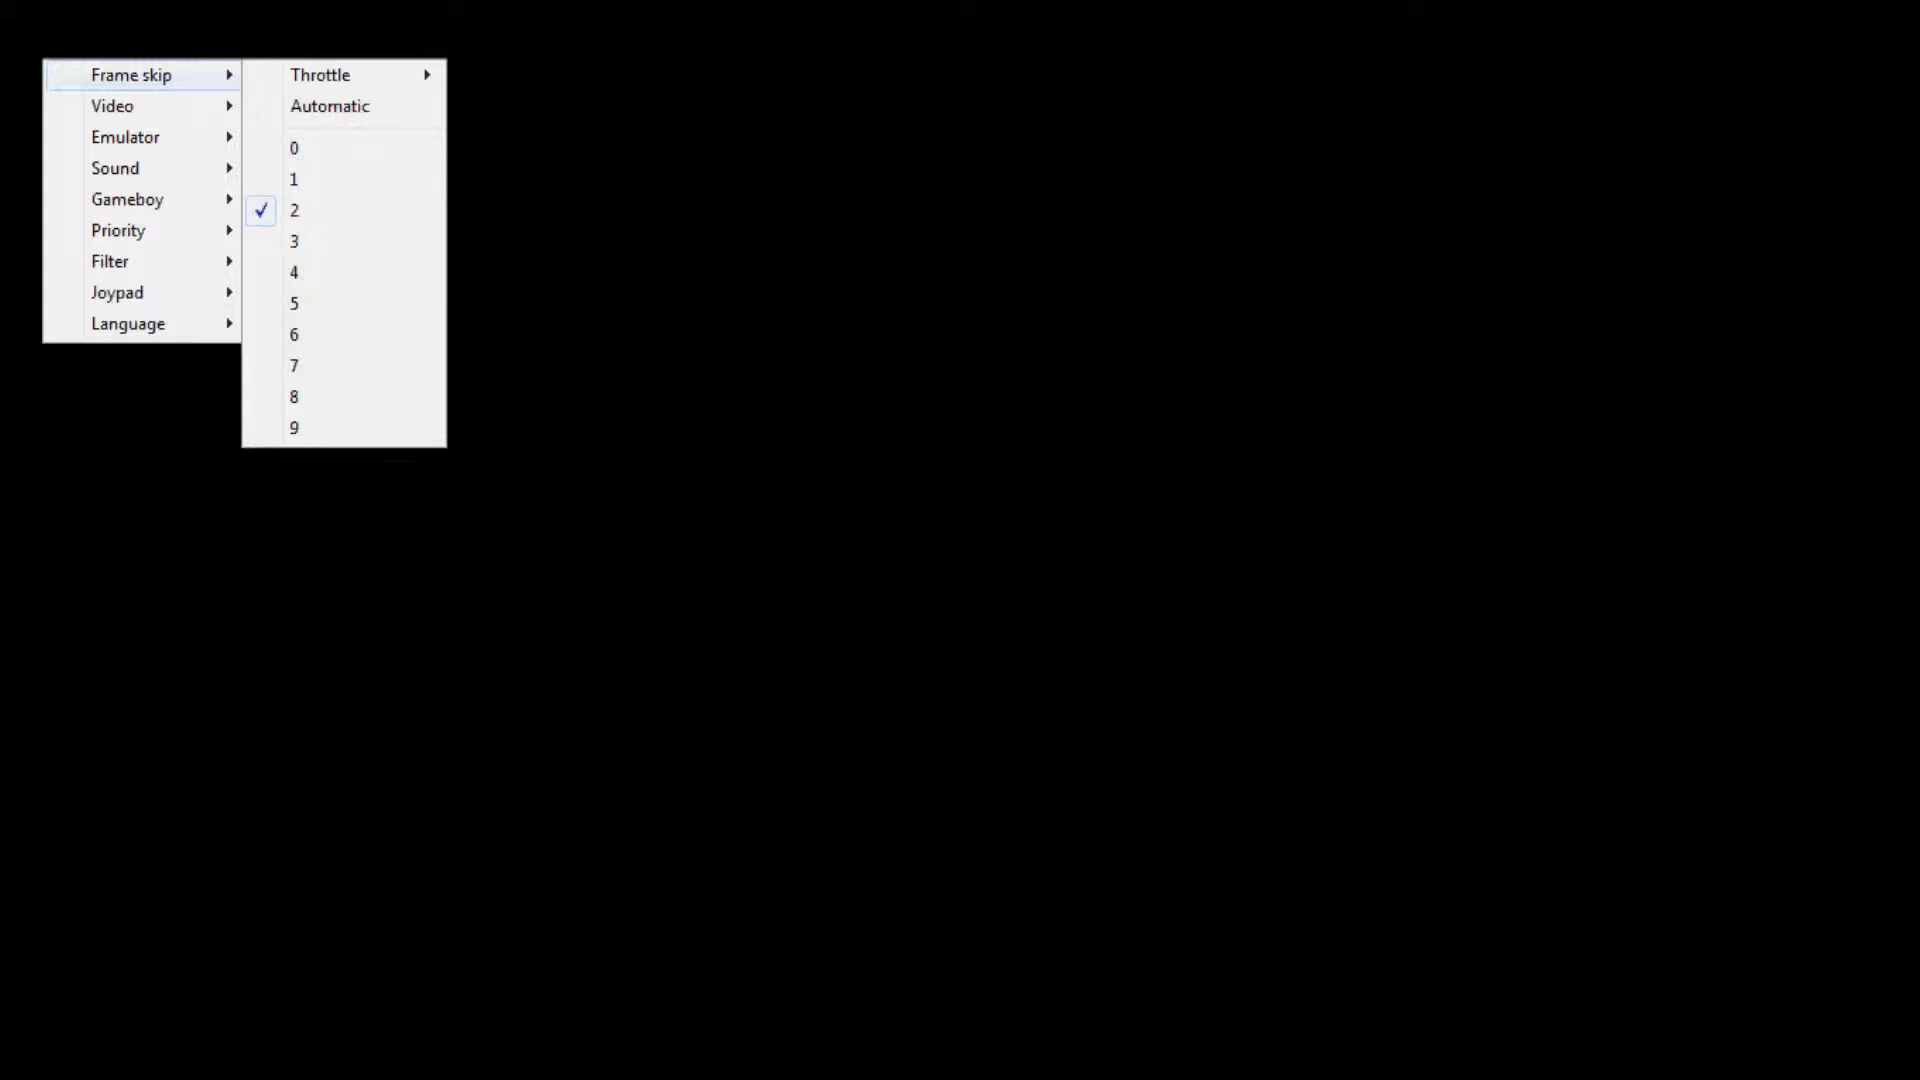 Frame skip
Video
Emulator
Sound
Gameboy
Priority
Filter
Joypad
Language
Throttle
Automatic
0
1
2
3
4
5
6
7
8
9